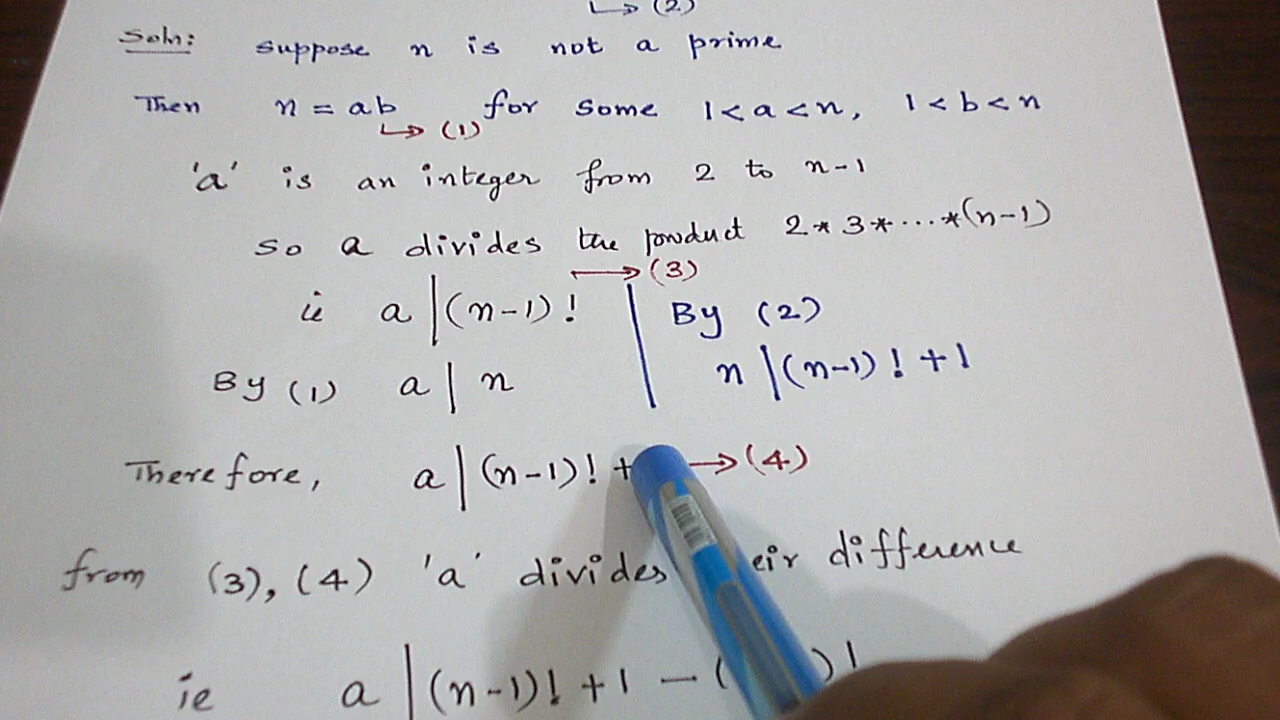 ↳ (2)
Soln: suppose n is not a prime
Then n = ab for some 1 < a < n, 1 < b < n
↳ (1)
'a' is an integer from 2 to n-1
So a divides the product 2 * 3 * ... * (n-1)
→ (3)
ie a | (n-1)!
By (1) a | n
By (2)
n | (n-1)! + 1
Therefore, a | (n-1)! + → (4)
from (3), (4) 'a' divides difference
ie a | (n-1)! + 1 - ( )!